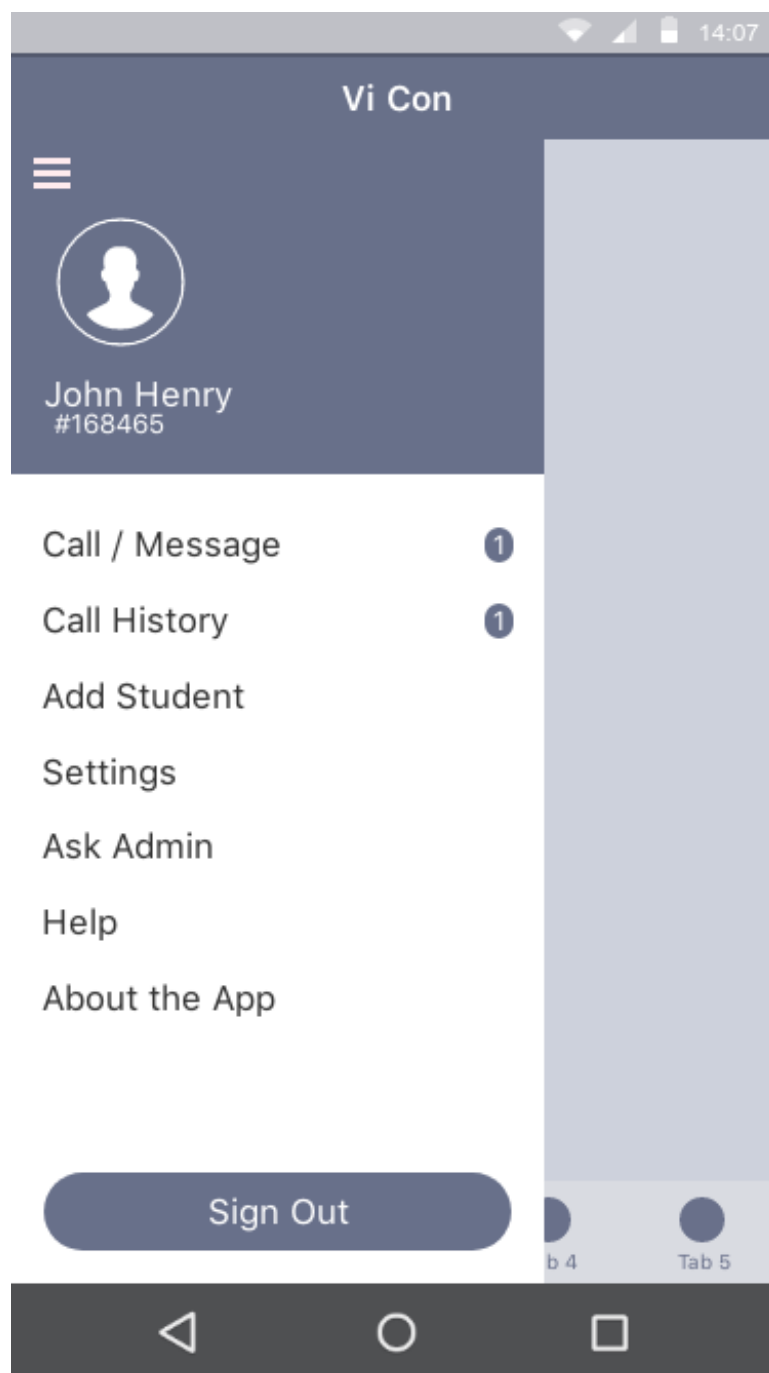 14:07
Vi Con
John Henry
#168465
Call / Message 1
Call History 1
Add Student
Settings
Ask Admin
Help
About the App
Sign Out
b 4 Tab 5